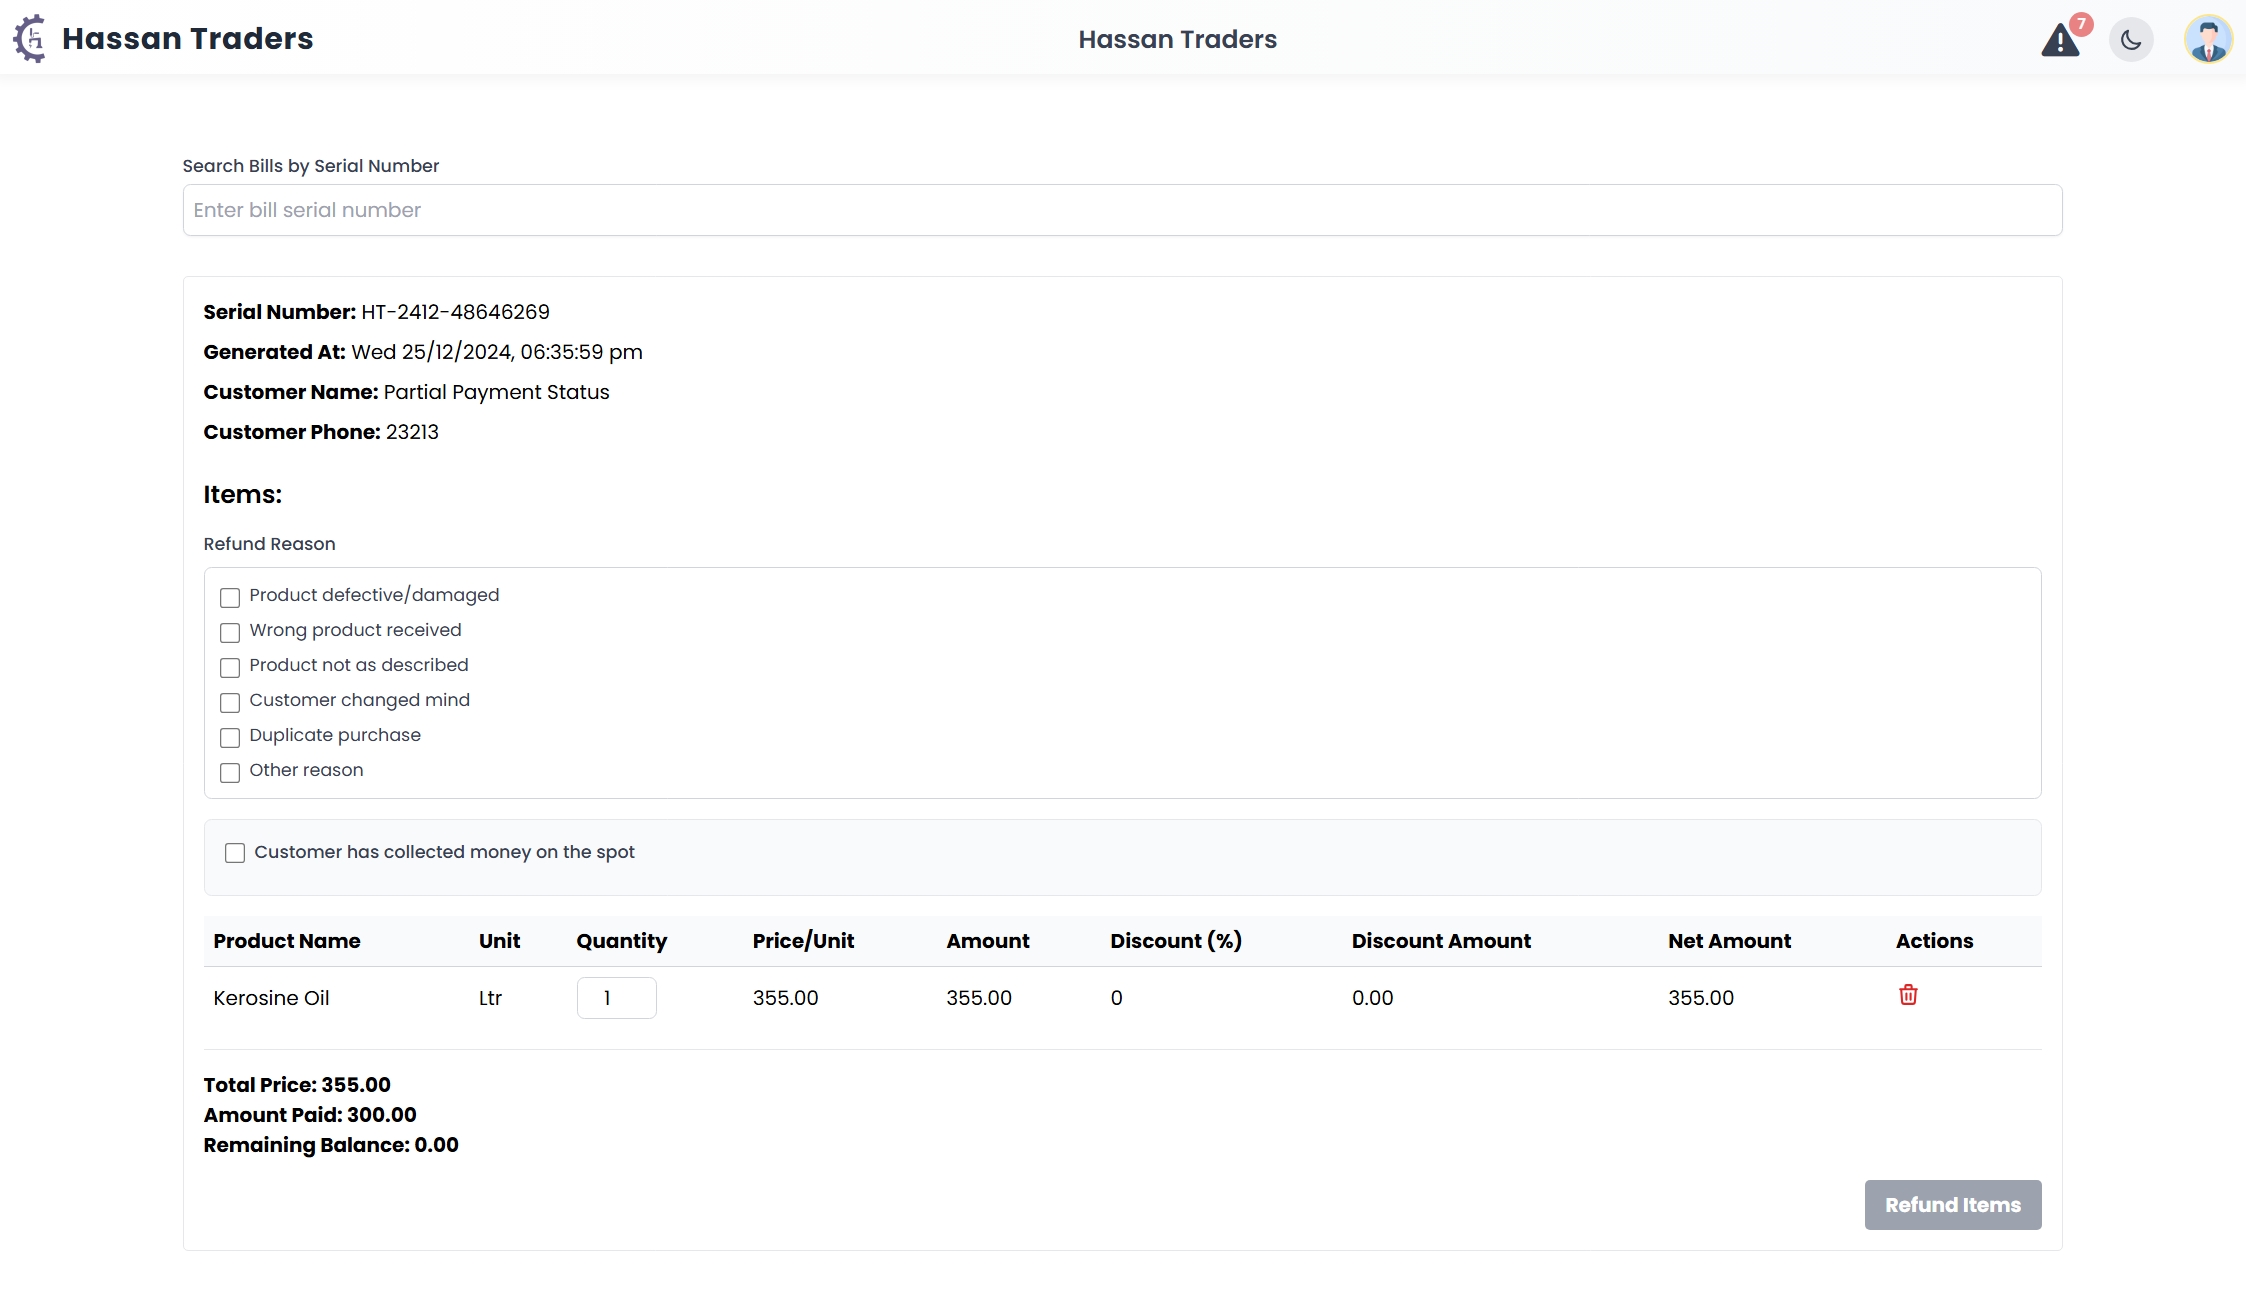 Hassan Traders
Hassan Traders
7
Search Bills by Serial Number
Enter bill serial number
Serial Number: HT-2412-48646269
Generated At: Wed 25/12/2024, 06:35:59 pm
Customer Name: Partial Payment Status
Customer Phone: 23213
Items:
Refund Reason
Product defective/damaged
Wrong product received
Product not as described
Customer changed mind
Duplicate purchase
Other reason
Customer has collected money on the spot
Product Name Unit Quantity Price/Unit Amount Discount (%) Discount Amount Net Amount Actions
Kerosine Oil Ltr 1 355.00 355.00 0 0.00 355.00
Total Price: 355.00
Amount Paid: 300.00
Remaining Balance: 0.00
Refund Items